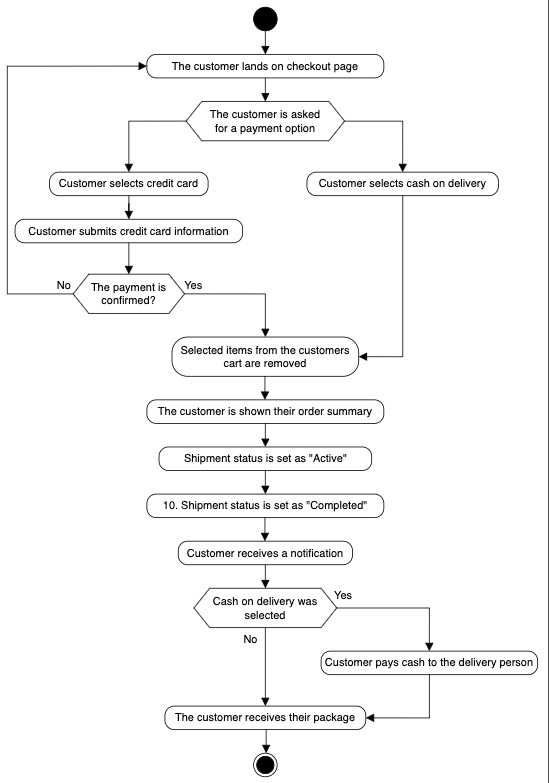 The customer lands on checkout page
The customer is asked
for a payment option
Customer selects credit card
Customer selects cash on delivery
Customer submits credit card information
No
The payment is
confirmed?
Yes
Selected items from the customers
cart are removed
The customer is shown their order summary
Shipment status is set as "Active"
10. Shipment status is set as "Completed"
Customer receives a notification
Cash on delivery was
selected
Yes
No
Customer pays cash to the delivery person
The customer receives their package